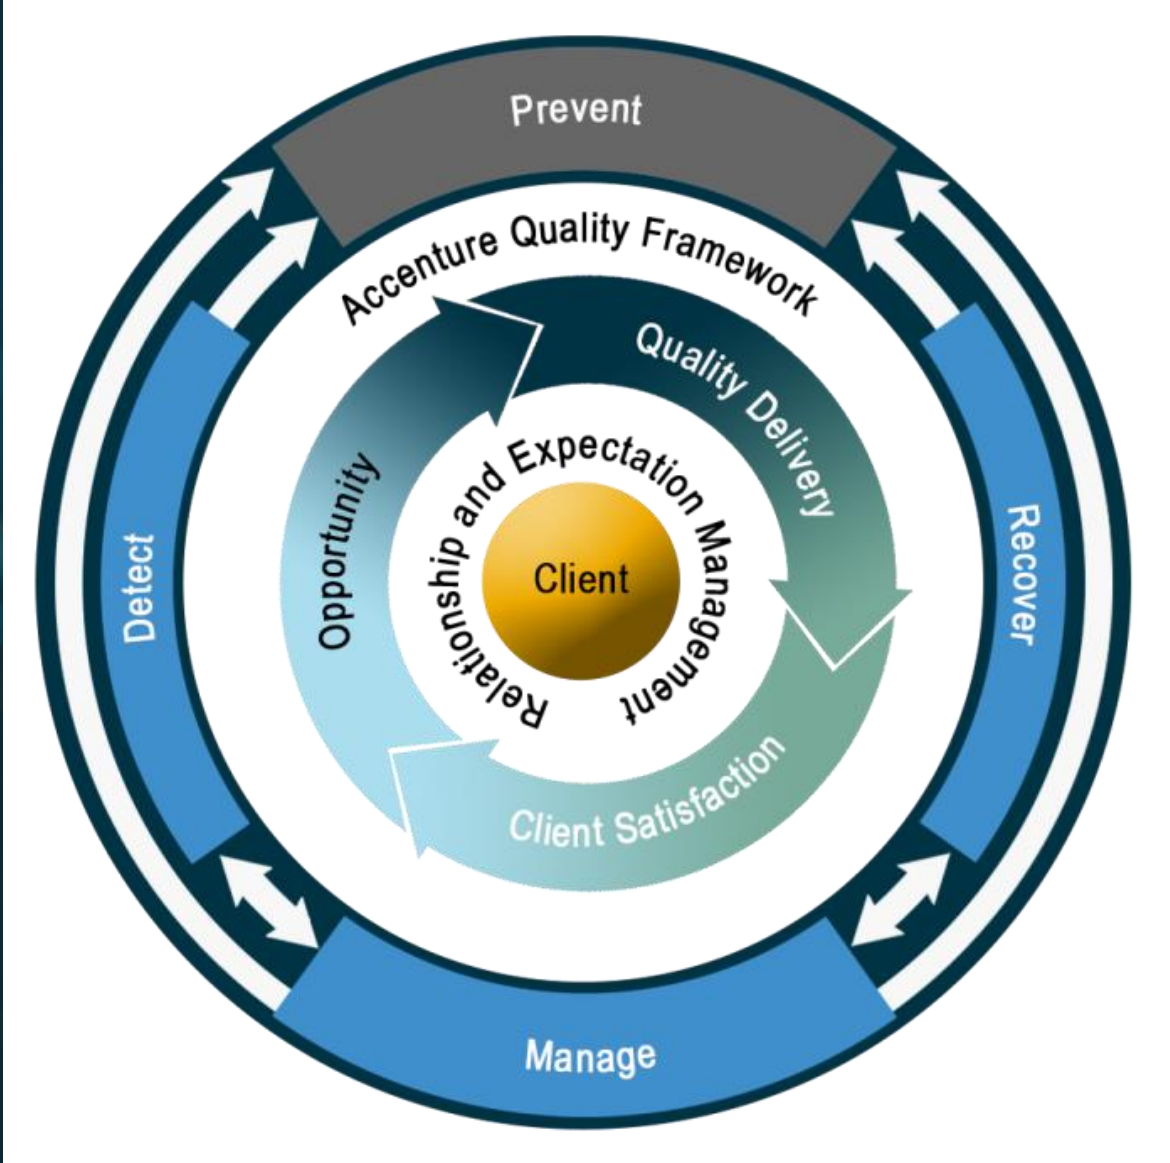 Prevent
Accenture Quality Framework
Quality Delivery
Relationship and Expectation Management
Opportunity
Client
Detect
Recover
Client Satisfaction
Manage